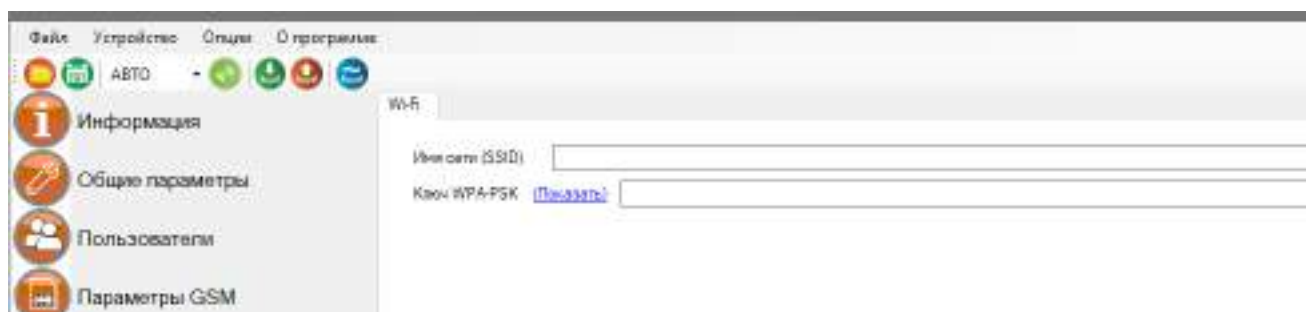 Файл Устройство Опции О программе
АВТО
Информация
Общие параметры
Пользователи
Параметры GSM
Wi-Fi
Имя сети (SSID)
Ключ WPA-PSK (Показать)